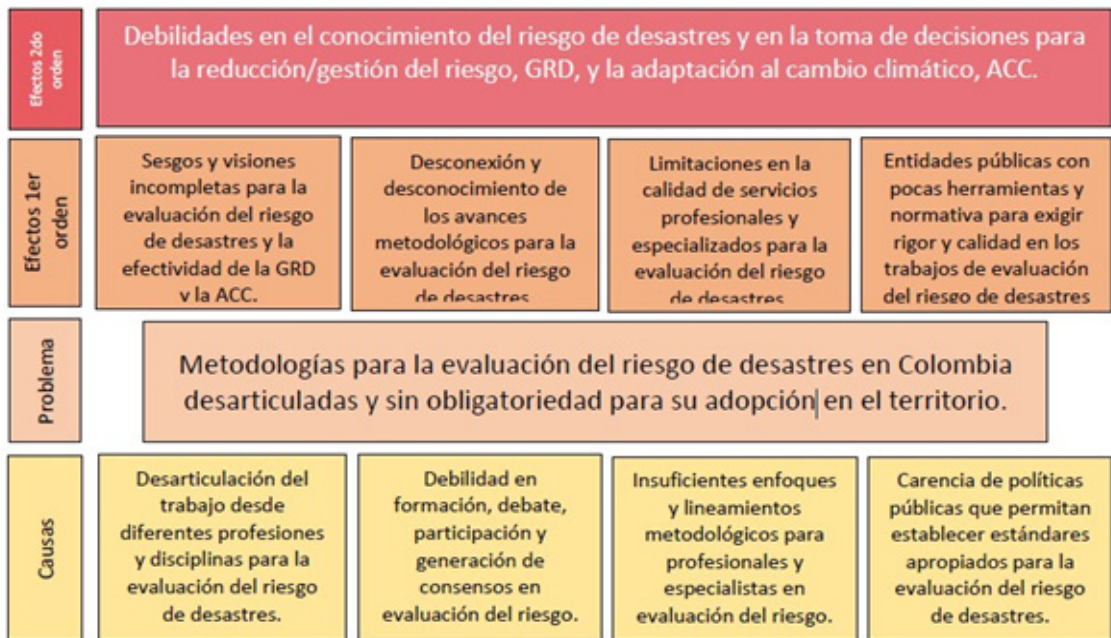 Efectos 2do
orden
Debilidades en el conocimiento del riesgo de desastres y en la toma de decisiones para
la reducción/gestión del riesgo, GRD, y la adaptación al cambio climático, ACC.
Efectos 1er
orden
Sesgos y visiones
incompletas para la
evaluación del riesgo
de desastres y la
efectividad de la GRD
y la ACC.
Desconexión y
desconocimiento de
los avances
metodológicos para la
evaluación del riesgo
de desastres
Limitaciones en la
calidad de servicios
profesionales y
especializados para la
evaluación del riesgo
de desastres
Entidades públicas con
pocas herramientas y
normativa para exigir
rigor y calidad en los
trabajos de evaluación
del riesgo de desastres
Problema
Metodologías para la evaluación del riesgo de desastres en Colombia
desarticuladas y sin obligatoriedad para su adopción en el territorio.
Causas
Desarticulación del
trabajo desde
diferentes profesiones
y disciplinas para la
evaluación del riesgo
de desastres.
Debilidad en
formación, debate,
participación y
generación de
consensos en
evaluación del riesgo.
Insuficientes enfoques
y lineamientos
metodológicos para
profesionales y
especialistas en
evaluación del riesgo.
Carencia de políticas
públicas que permitan
establecer estándares
apropiados para la
evaluación del riesgo
de desastres.